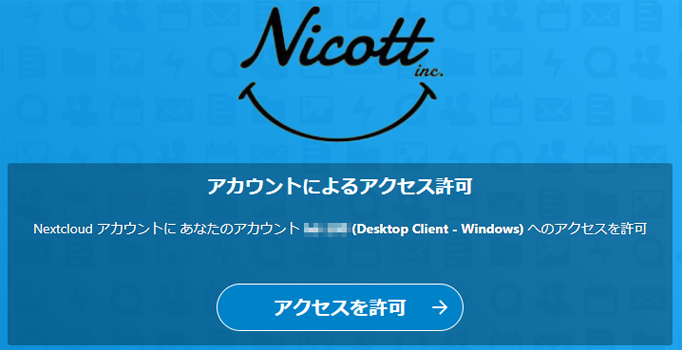 Nicott
inc.
アカウントによるアクセス許可
Nextcloud アカウントに あなたのアカウント (Desktop Client - Windows) へのアクセスを許可
アクセスを許可 →